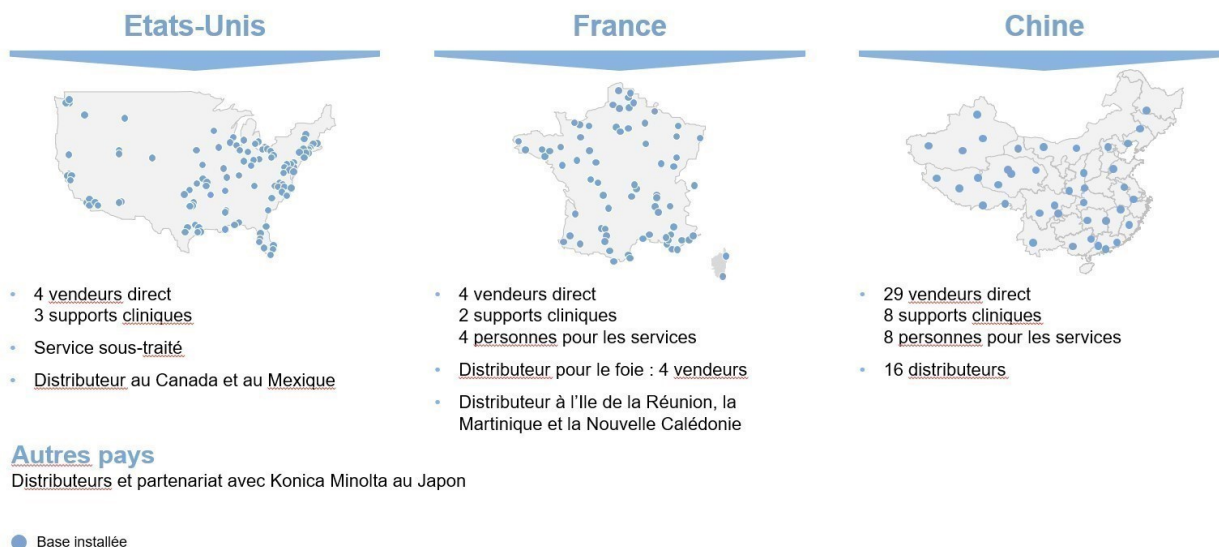 Etats-Unis
France
Chine
4 vendeurs direct
3 supports cliniques
Service sous-traité
Distributeur au Canada et au Mexique
4 vendeurs direct
2 supports cliniques
4 personnes pour les services
Distributeur pour le foie : 4 vendeurs
Distributeur à l'Ile de la Réunion, la
Martinique et la Nouvelle Calédonie
29 vendeurs direct
8 supports cliniques
8 personnes pour les services
16 distributeurs
Autres pays
Distributeurs et partenariat avec Konica Minolta au Japon
Base installée